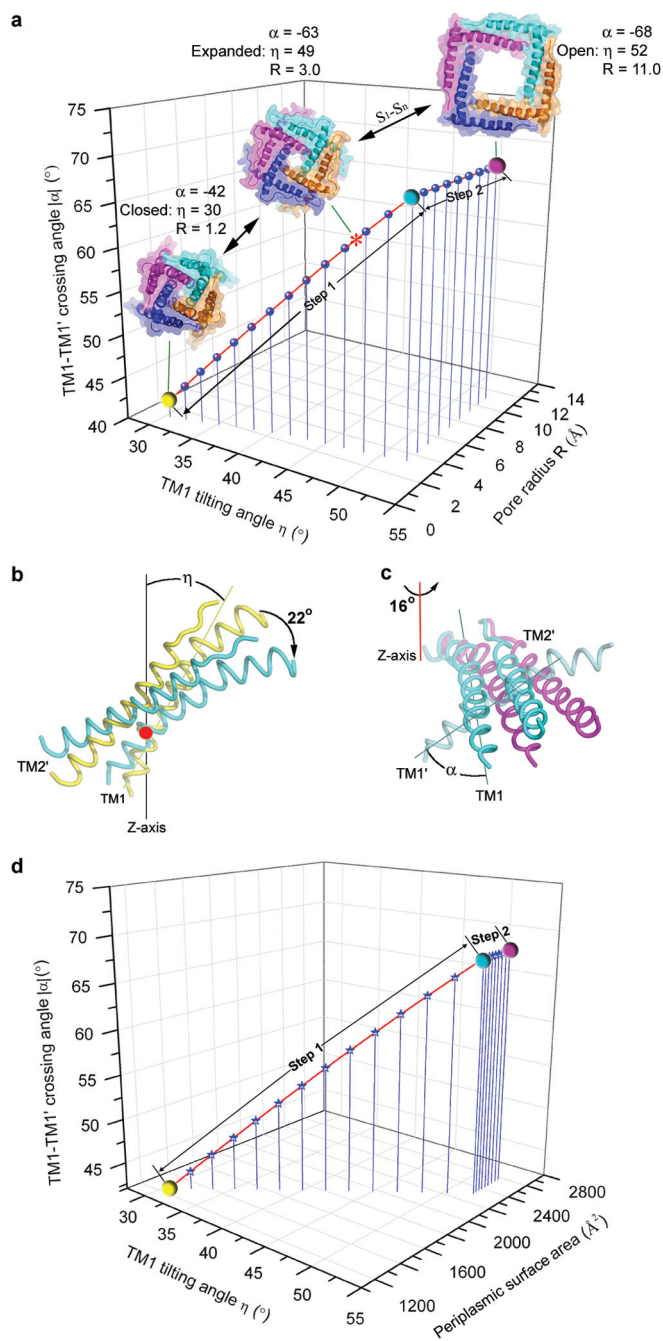 a
α = -63
Expanded: η = 49
R = 3.0
α = -68
Open: η = 52
R = 11.0
S₁-Sₙ
α = -42
Closed: η = 30
R = 1.2
75
70
65
60
55
50
45
40
TM1-TM1' crossing angle |α| (°)
Step 1
Step 2
30
35
40
45
50
55
TM1 tilting angle η (°)
0
2
4
6
8
10
12
14
Pore radius R (Å)
b
η
22°
TM2'
TM1
Z-axis
c
16°
Z-axis
TM2'
TM1'
α
TM1
d
75
70
65
60
55
50
45
TM1-TM1' crossing angle |α|(°)
Step 1
Step 2
30
35
40
45
50
55
TM1 tilting angle η (°)
1200
1600
2000
2400
2800
Periplasmic surface area (Å²)